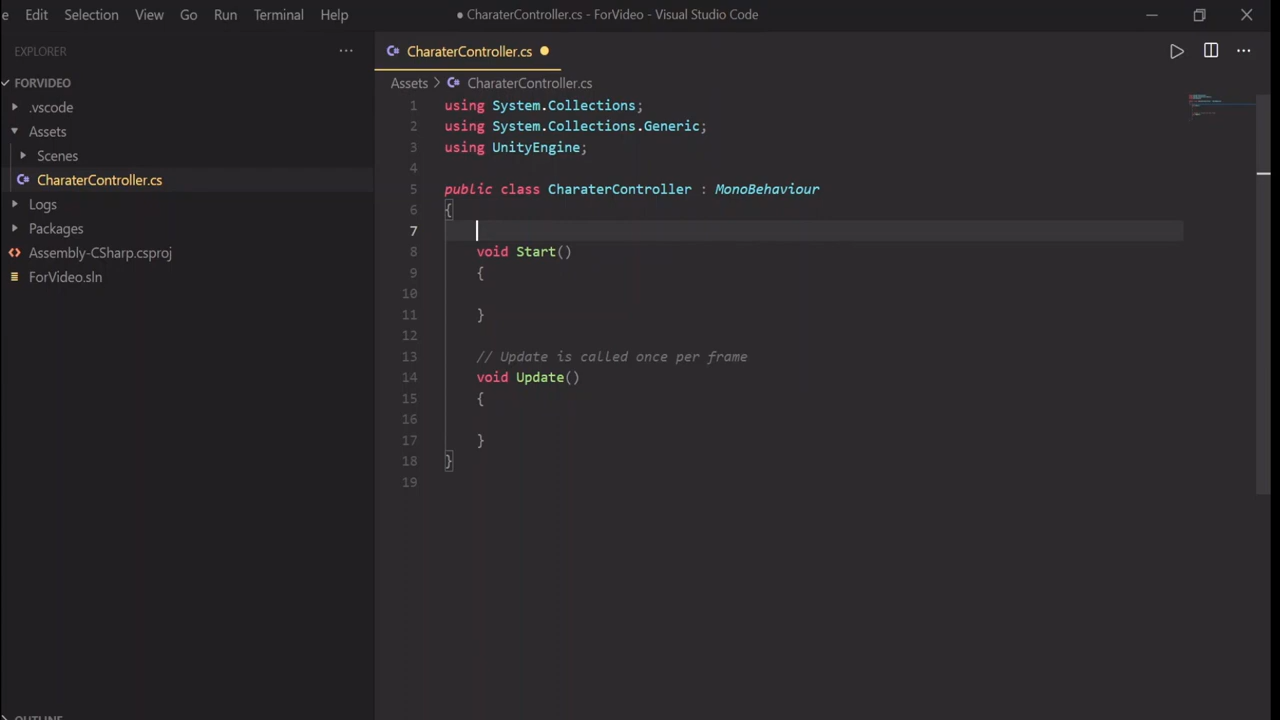 e Edit Selection View Go Run Terminal Help ● CharaterController.cs - ForVideo - Visual Studio Code
EXPLORER ···
FORVIDEO
.vscode
Assets
Scenes
CharaterController.cs
Logs
Packages
Assembly-CSharp.csproj
ForVideo.sln
OUTLINE
CharaterController.cs
Assets > CharaterController.cs
1 using System.Collections;
2 using System.Collections.Generic;
3 using UnityEngine;
4
5 public class CharaterController : MonoBehaviour
6 {
7
8 void Start()
9 {
10
11 }
12
13 // Update is called once per frame
14 void Update()
15 {
16
17 }
18 }
19